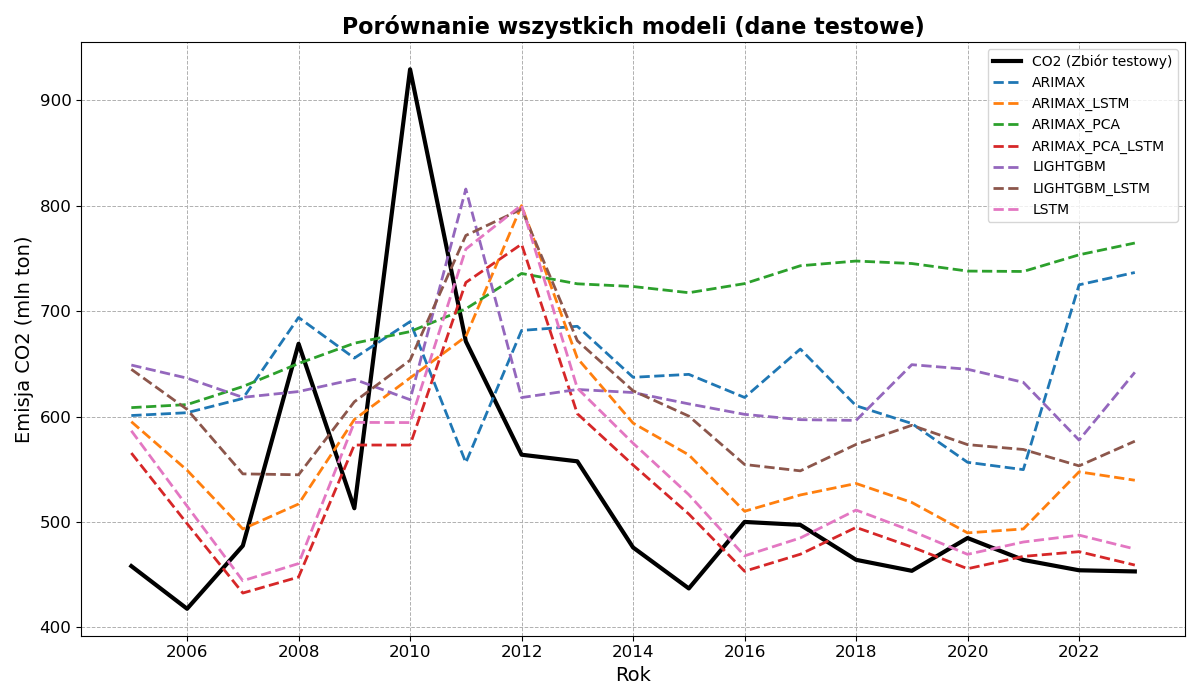 Porównanie wszystkich modeli (dane testowe)
CO2 (Zbiór testowy)
ARIMAX
ARIMAX_LSTM
ARIMAX_PCA
ARIMAX_PCA_LSTM
LIGHTGBM
LIGHTGBM_LSTM
LSTM
Emisja CO2 (mln ton)
900
800
700
600
500
400
2006 2008 2010 2012 2014 2016 2018 2020 2022
Rok